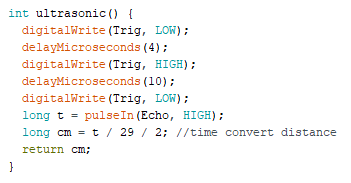 int ultrasonic() {
  digitalWrite(Trig, LOW);
  delayMicroseconds(4);
  digitalWrite(Trig, HIGH);
  delayMicroseconds(10);
  digitalWrite(Trig, LOW);
  long t = pulseIn(Echo, HIGH);
  long cm = t / 29 / 2; //time convert distance
  return cm;
}